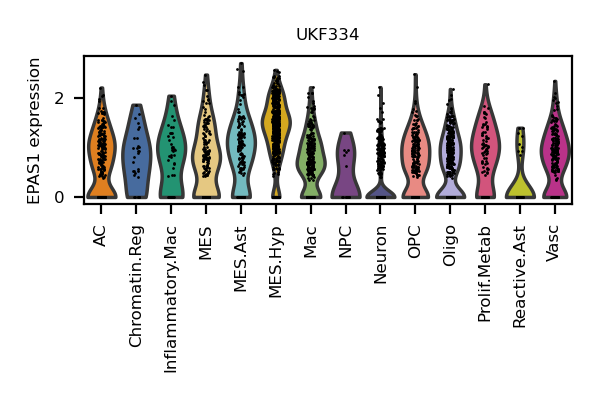 UKF334
EPAS1 expression
2
0
AC
Chromatin.Reg
Inflammatory.Mac
MES
MES.Ast
MES.Hyp
Mac
NPC
Neuron
OPC
Oligo
Prolif.Metab
Reactive.Ast
Vasc